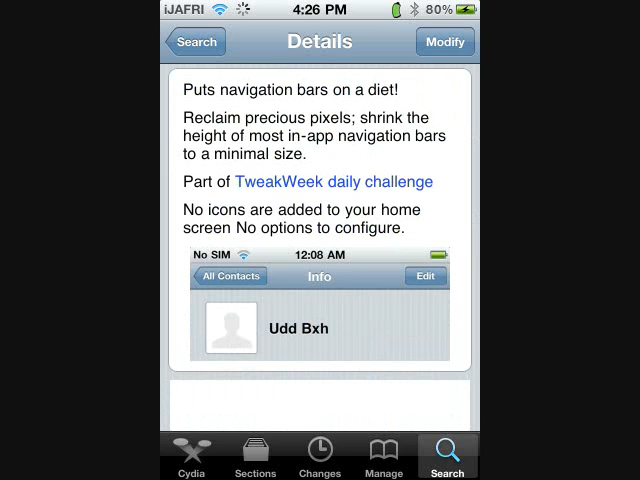 iJAFRI 4:26 PM 80%
Search Details Modify
Puts navigation bars on a diet!
Reclaim precious pixels; shrink the
height of most in-app navigation bars
to a minimal size.
Part of TweakWeek daily challenge
No icons are added to your home
screen No options to configure.
No SIM 12:08 AM
All Contacts Info Edit
Udd Bxh
Cydia Sections Changes Manage Search